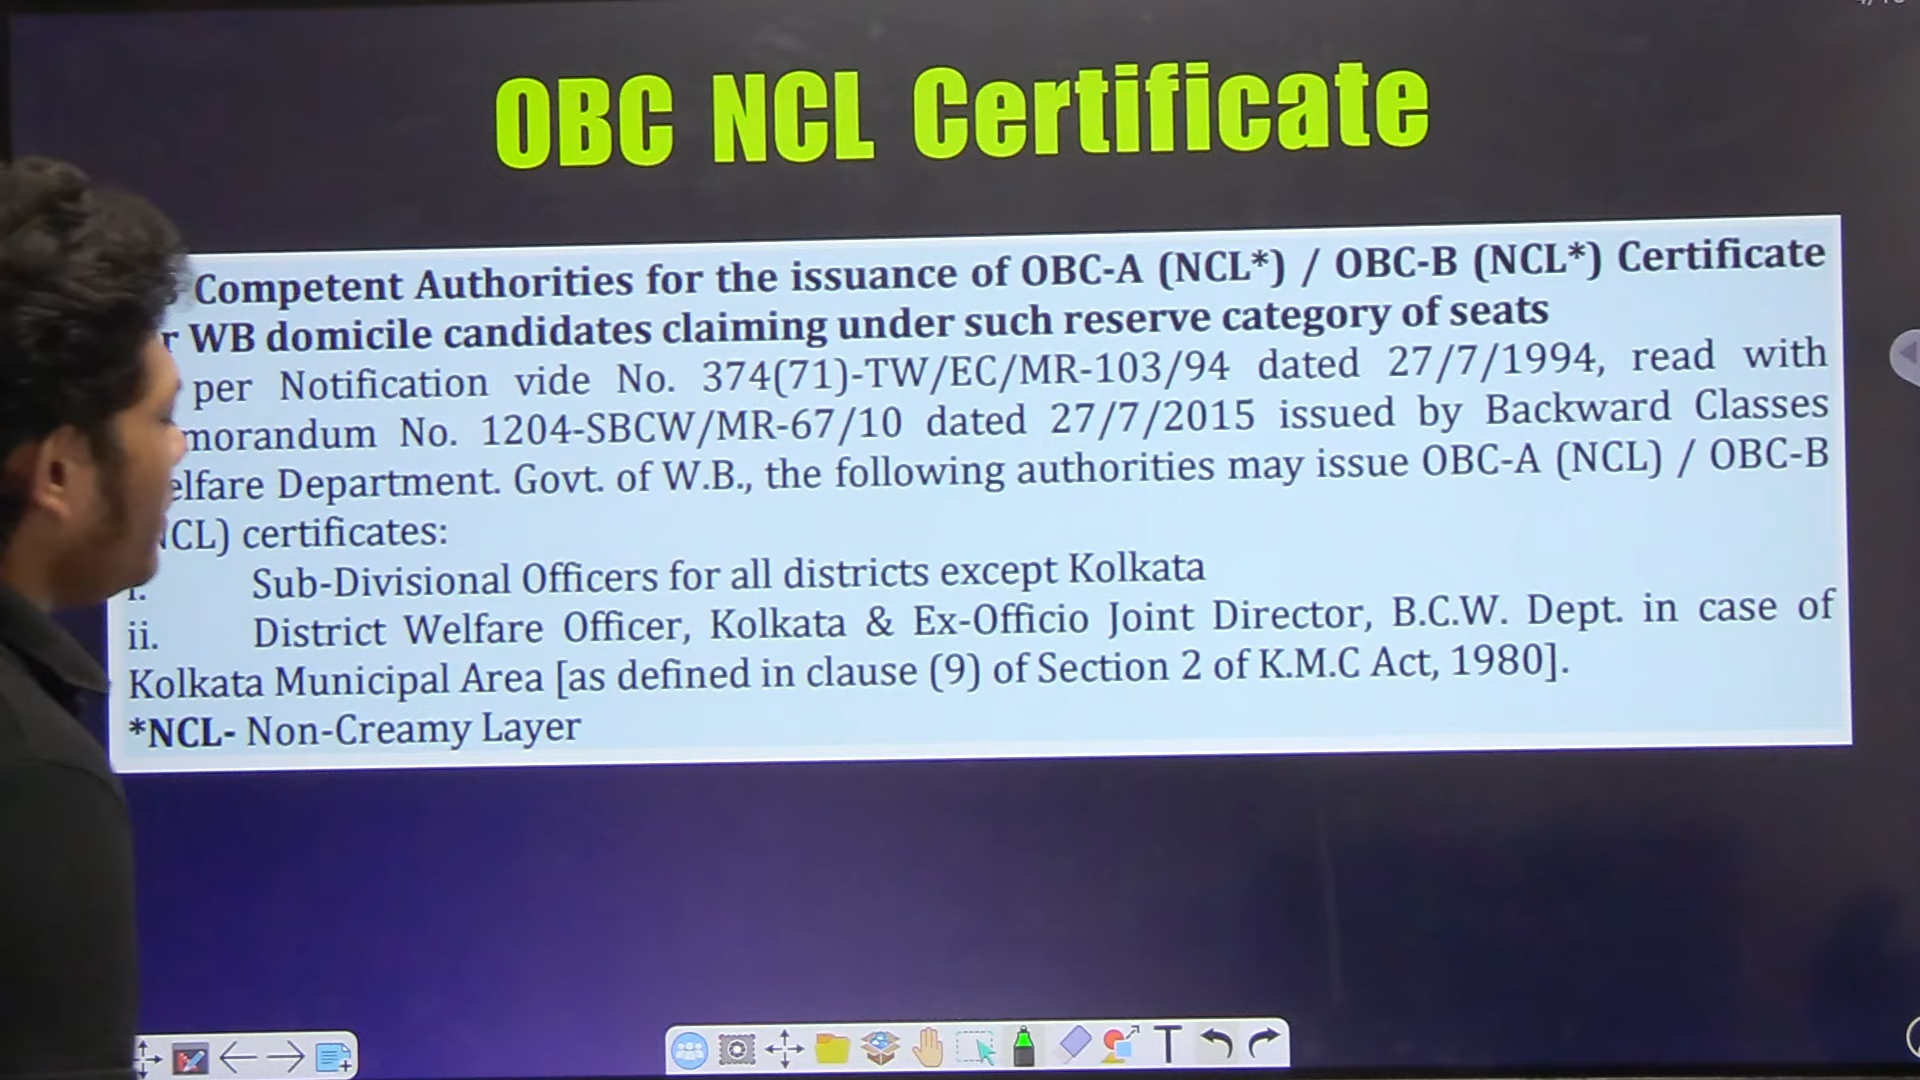 OBC NCL Certificate
Competent Authorities for the issuance of OBC-A (NCL*) / OBC-B (NCL*) Certificate
r WB domicile candidates claiming under such reserve category of seats
per Notification vide No. 374(71)-TW/EC/MR-103/94 dated 27/7/1994, read with
morandum No. 1204-SBCW/MR-67/10 dated 27/7/2015 issued by Backward Classes
elfare Department. Govt. of W.B., the following authorities may issue OBC-A (NCL) / OBC-B
CL) certificates:
i. Sub-Divisional Officers for all districts except Kolkata
ii. District Welfare Officer, Kolkata & Ex-Officio Joint Director, B.C.W. Dept. in case of
Kolkata Municipal Area [as defined in clause (9) of Section 2 of K.M.C Act, 1980].
*NCL- Non-Creamy Layer
T